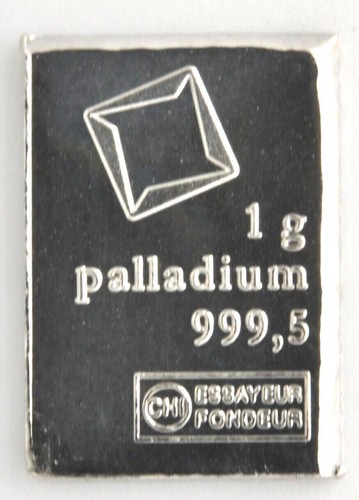 1 g
palladium
999,5
CHI ESSAYEUR
FONDEUR